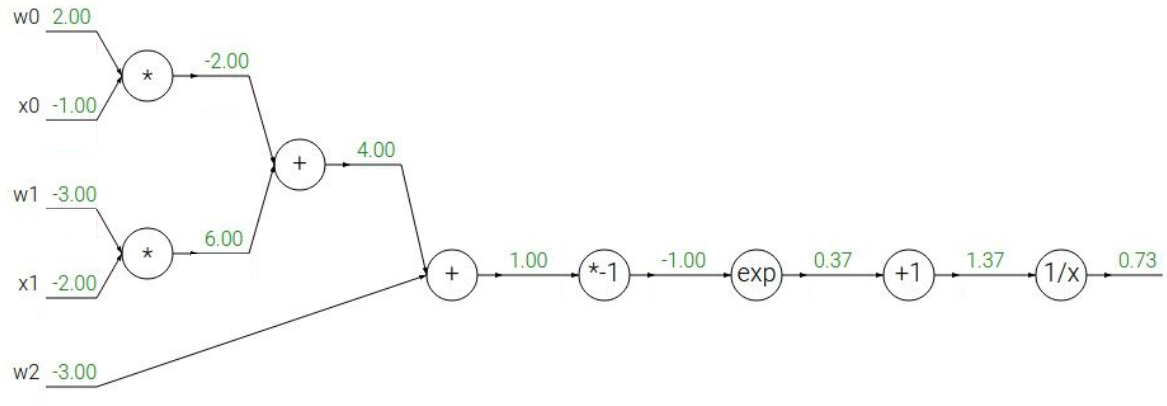 w0 2.00
* -2.00
x0 -1.00
+ 4.00
w1 -3.00
* 6.00
x1 -2.00
+ 1.00 *-1 -1.00 exp 0.37 +1 1.37 1/x 0.73
w2 -3.00